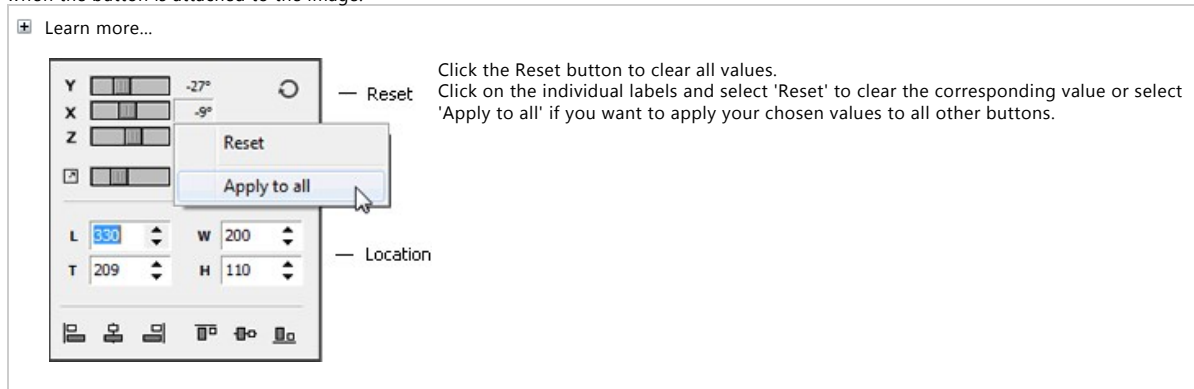 when the button is attached to the image.
Learn more...
Click the Reset button to clear all values.
Click on the individual labels and select 'Reset' to clear the corresponding value or select
'Apply to all' if you want to apply your chosen values to all other buttons.
Y -27°
X -9°
Z
Reset
Apply to all
L 330 W 200
T 209 H 110
— Reset
— Location